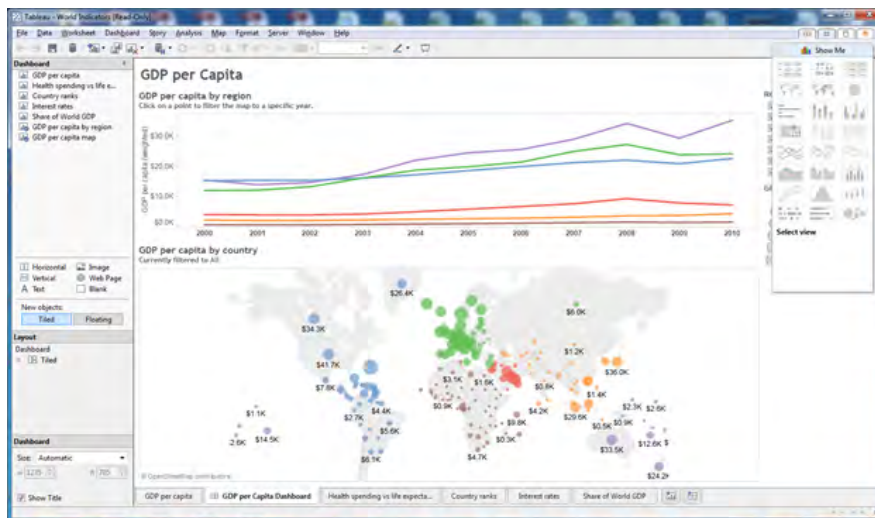 Tableau - World Indicators [Read-Only]
File Data Worksheet Dashboard Story Analysis Map Format Server Window Help
Show Me
Dashboard
GDP per capita
Health spending vs life e...
Country ranks
Interest rates
Share of World GDP
GDP per capita by region
GDP per capita map
GDP per Capita
GDP per capita by region
Click on a point to filter the map to a specific year.
GDP per capita (weighted)
$30.0K
$20.0K
$10.0K
$0.0K
2000 2001 2002 2003 2004 2005 2006 2007 2008 2009 2010
Select view
GDP per capita by country
Currently filtered to All
Horizontal Image
Vertical Web Page
A Text Blank
New objects:
Tiled Floating
Layout
Dashboard
Tiled
Dashboard
Size: Automatic
w 1235 h 785
Show Title
$26.4K
$34.3K
$6.0K
$41.7K
$1.2K
$36.0K
$7.8K
$3.1K
$1.6K
$0.8K
$1.4K
$1.1K
$2.7K
$4.4K
$0.9K
$4.2K
$29.6K
$2.3K
$2.6K
2.6K
$14.5K
$5.6K
$9.8K
$0.3K
$0.5K
$0.9K
$12.6K
$6.1K
$4.7K
$33.5K
$24.2K
© OpenStreetMap contributors
GDP per capita GDP per Capita Dashboard Health spending vs life expecta... Country ranks Interest rates Share of World GDP